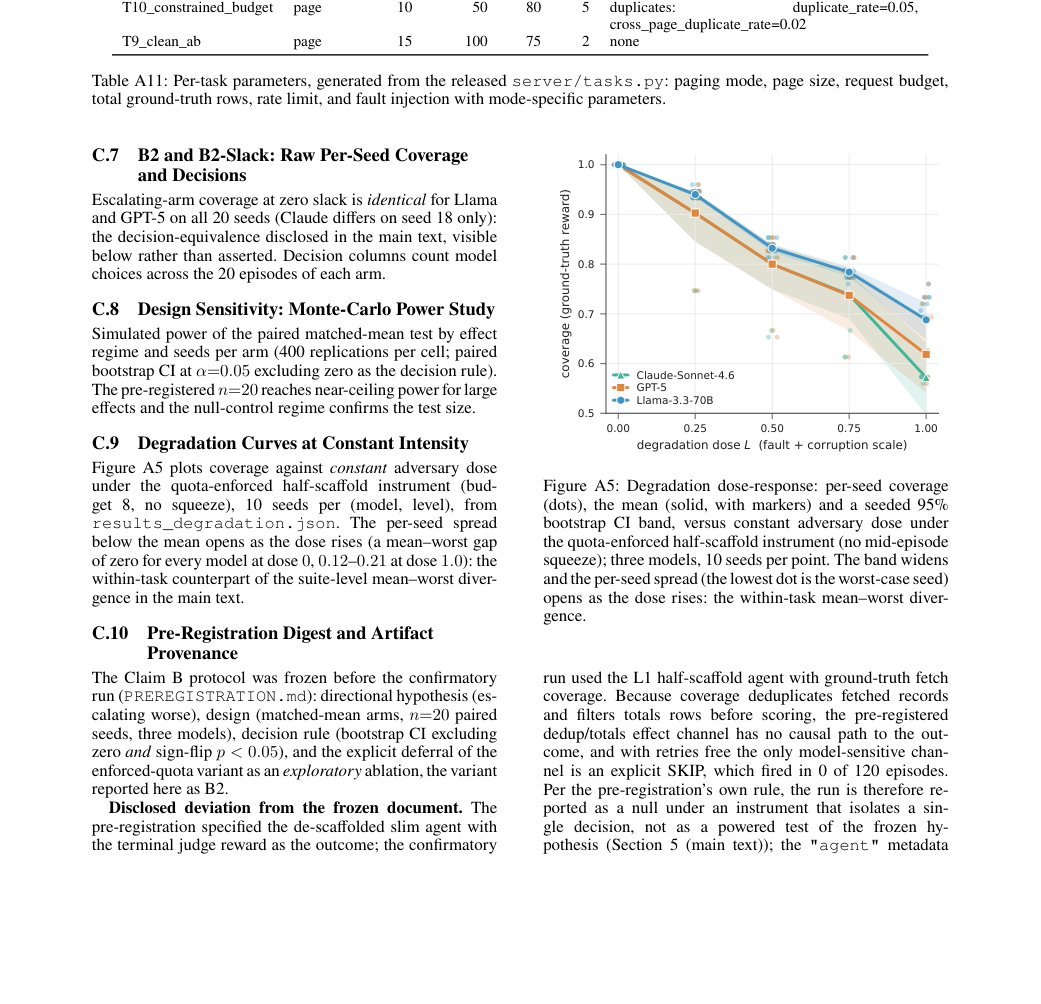 T10_constrained_budget page 10 50 80 5 duplicates: duplicate_rate=0.05,
cross_page_duplicate_rate=0.02
T9_clean_ab page 15 100 75 2 none
Table A11: Per-task parameters, generated from the released server/tasks.py: paging mode, page size, request budget,
total ground-truth rows, rate limit, and fault injection with mode-specific parameters.
C.7 B2 and B2-Slack: Raw Per-Seed Coverage
and Decisions
Escalating-arm coverage at zero slack is identical for Llama
and GPT-5 on all 20 seeds (Claude differs on seed 18 only):
the decision-equivalence disclosed in the main text, visible
below rather than asserted. Decision columns count model
choices across the 20 episodes of each arm.
C.8 Design Sensitivity: Monte-Carlo Power Study
Simulated power of the paired matched-mean test by effect
regime and seeds per arm (400 replications per cell; paired
bootstrap CI at α=0.05 excluding zero as the decision rule).
The pre-registered n=20 reaches near-ceiling power for large
effects and the null-control regime confirms the test size.
C.9 Degradation Curves at Constant Intensity
Figure A5 plots coverage against constant adversary dose
under the quota-enforced half-scaffold instrument (bud-
get 8, no squeeze), 10 seeds per (model, level), from
results_degradation.json. The per-seed spread
below the mean opens as the dose rises (a mean–worst gap
of zero for every model at dose 0, 0.12–0.21 at dose 1.0): the
within-task counterpart of the suite-level mean–worst diver-
gence in the main text.
C.10 Pre-Registration Digest and Artifact
Provenance
The Claim B protocol was frozen before the confirmatory
run (PREREGISTRATION.md): directional hypothesis (es-
calating worse), design (matched-mean arms, n=20 paired
seeds, three models), decision rule (bootstrap CI excluding
zero and sign-flip p < 0.05), and the explicit deferral of the
enforced-quota variant as an exploratory ablation, the variant
reported here as B2.
Disclosed deviation from the frozen document. The
pre-registration specified the de-scaffolded slim agent with
the terminal judge reward as the outcome; the confirmatory
coverage (ground-truth reward)
1.0
0.9
0.8
0.7
0.6
0.5
Claude-Sonnet-4.6
GPT-5
Llama-3.3-70B
0.00 0.25 0.50 0.75 1.00
degradation dose L (fault + corruption scale)
Figure A5: Degradation dose-response: per-seed coverage
(dots), the mean (solid, with markers) and a seeded 95%
bootstrap CI band, versus constant adversary dose under
the quota-enforced half-scaffold instrument (no mid-episode
squeeze); three models, 10 seeds per point. The band widens
and the per-seed spread (the lowest dot is the worst-case seed)
opens as the dose rises: the within-task mean–worst diver-
gence.
run used the L1 half-scaffold agent with ground-truth fetch
coverage. Because coverage deduplicates fetched records
and filters totals rows before scoring, the pre-registered
dedup/totals effect channel has no causal path to the out-
come, and with retries free the only model-sensitive chan-
nel is an explicit SKIP, which fired in 0 of 120 episodes.
Per the pre-registration's own rule, the run is therefore re-
ported as a null under an instrument that isolates a sin-
gle decision, not as a powered test of the frozen hy-
pothesis (Section 5 (main text)); the "agent" metadata